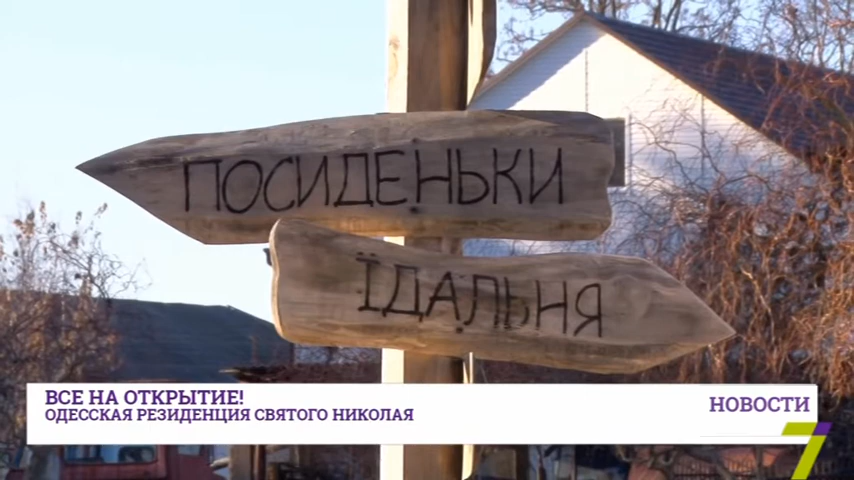 ПОСИДЕНЬКИ
ЇДАЛЬНЯ
ВСЕ НА ОТКРЫТИЕ!
ОДЕССКАЯ РЕЗИДЕНЦИЯ СВЯТОГО НИКОЛАЯ
НОВОСТИ
7